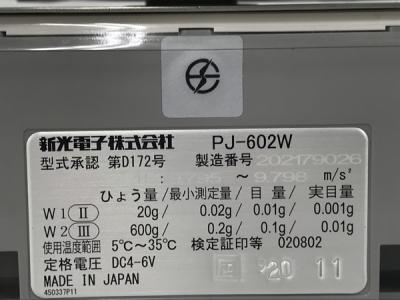 新光電子株式会社 PJ-602W
型式承認 第D172号 製造番号 202179026
9.795 ～ 9.798 m/s²
ひょう量/最小測定量/目量/実目量
W1 Ⅱ 20g/ 0.02g/0.01g/0.001g
W2 Ⅲ 600g/ 0.2g/ 0.1g/ 0.01g
使用温度範囲 5℃～35℃ 検定証印等 020802
定格電圧 DC4-6V
MADE IN JAPAN
'20 11
450337P11